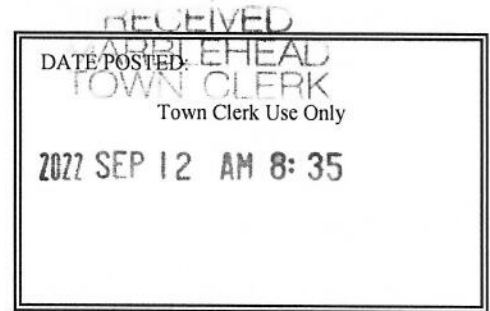 RECEIVED
MARBLEHEAD
DATE POSTED:
TOWN CLERK
Town Clerk Use Only
2022 SEP 12 AM 8:35